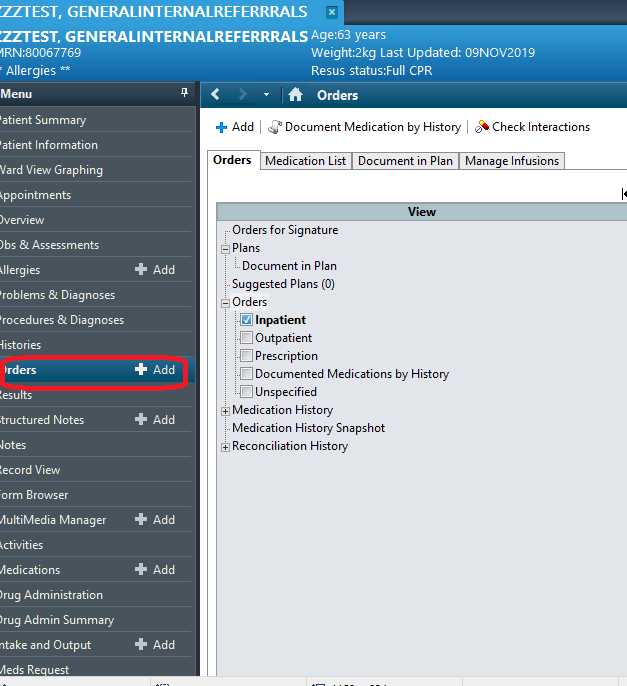 ZZZTEST, GENERALINTERNALREFERRRALS
ZZZTEST, GENERALINTERNALREFERRRALS Age:63 years
MRN:80067769 Weight:2kg Last Updated: 09NOV2019
* Allergies ** Resus status:Full CPR
Menu
Patient Summary
Patient Information
Ward View Graphing
Appointments
Overview
Obs & Assessments
Allergies Add
Problems & Diagnoses
Procedures & Diagnoses
Histories
Orders Add
Results
Structured Notes Add
Notes
Record View
Form Browser
MultiMedia Manager Add
Activities
Medications Add
Drug Administration
Drug Admin Summary
Intake and Output Add
Meds Request
Orders
Add Document Medication by History Check Interactions
Orders Medication List Document in Plan Manage Infusions
View
Orders for Signature
Plans
Document in Plan
Suggested Plans (0)
Orders
Inpatient
Outpatient
Prescription
Documented Medications by History
Unspecified
Medication History
Medication History Snapshot
Reconciliation History